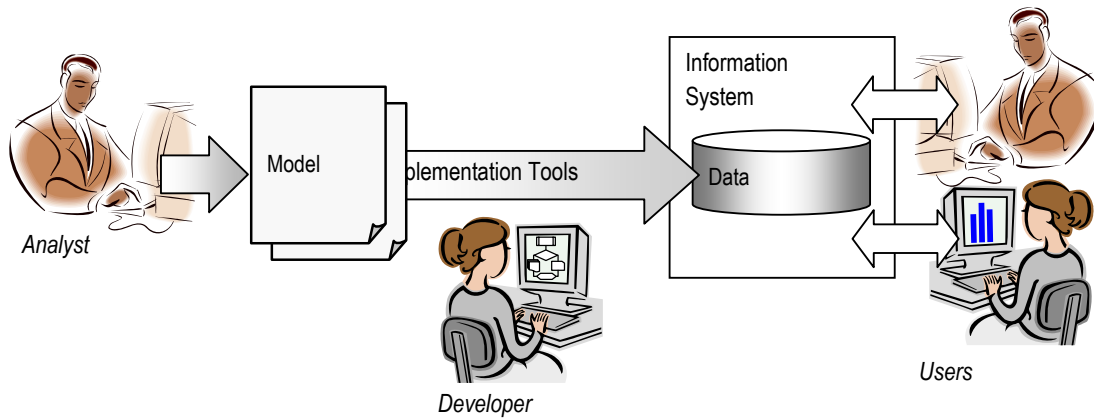 Information
System
Model
plementation Tools
Data
Analyst
Users
Developer